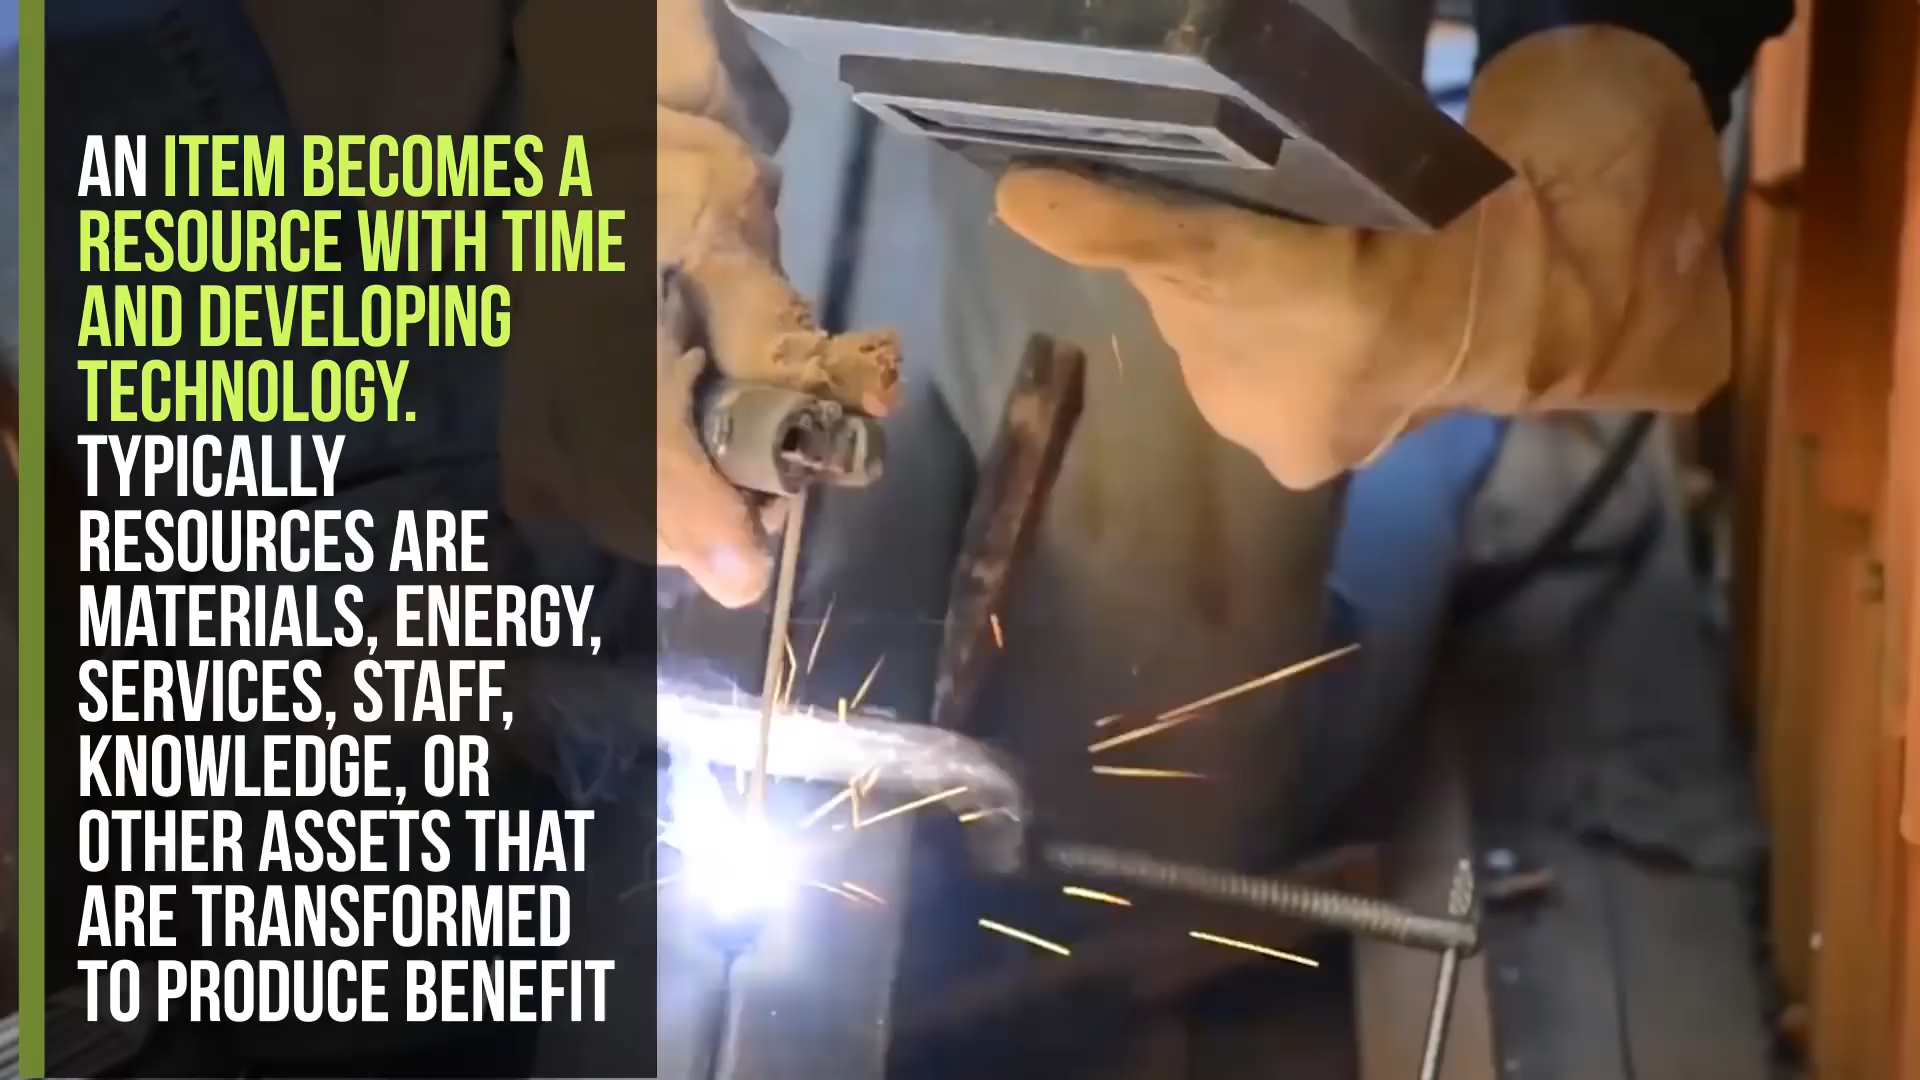 AN ITEM BECOMES A
RESOURCE WITH TIME
AND DEVELOPING
TECHNOLOGY.
TYPICALLY
RESOURCES ARE
MATERIALS, ENERGY,
SERVICES, STAFF,
KNOWLEDGE, OR
OTHER ASSETS THAT
ARE TRANSFORMED
TO PRODUCE BENEFIT